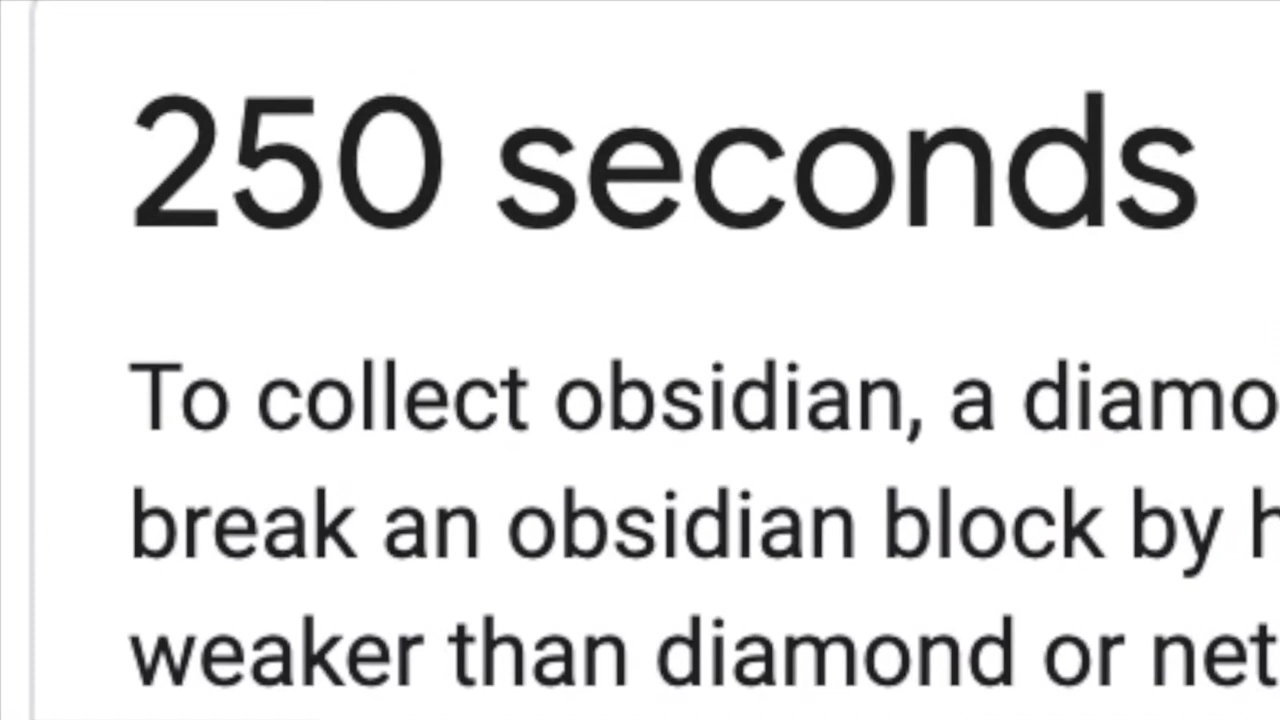 250 seconds
To collect obsidian, a diamo
break an obsidian block by h
weaker than diamond or net